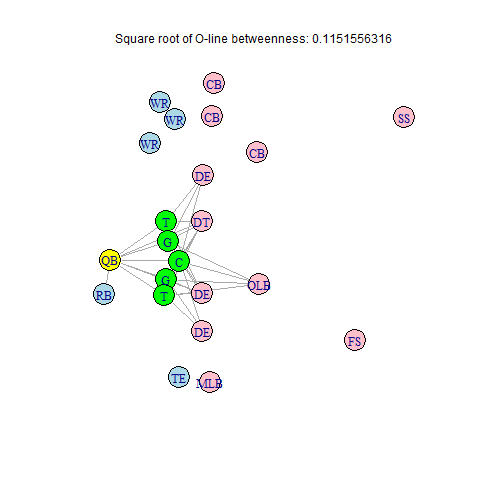 Square root of O-line betweenness: 0.1151556316
CB
WR
WR
CB
SS
WR
CB
DE
T
DT
G
QB
C
G
OLB
RB
T
DE
DE
FS
TE
MLB